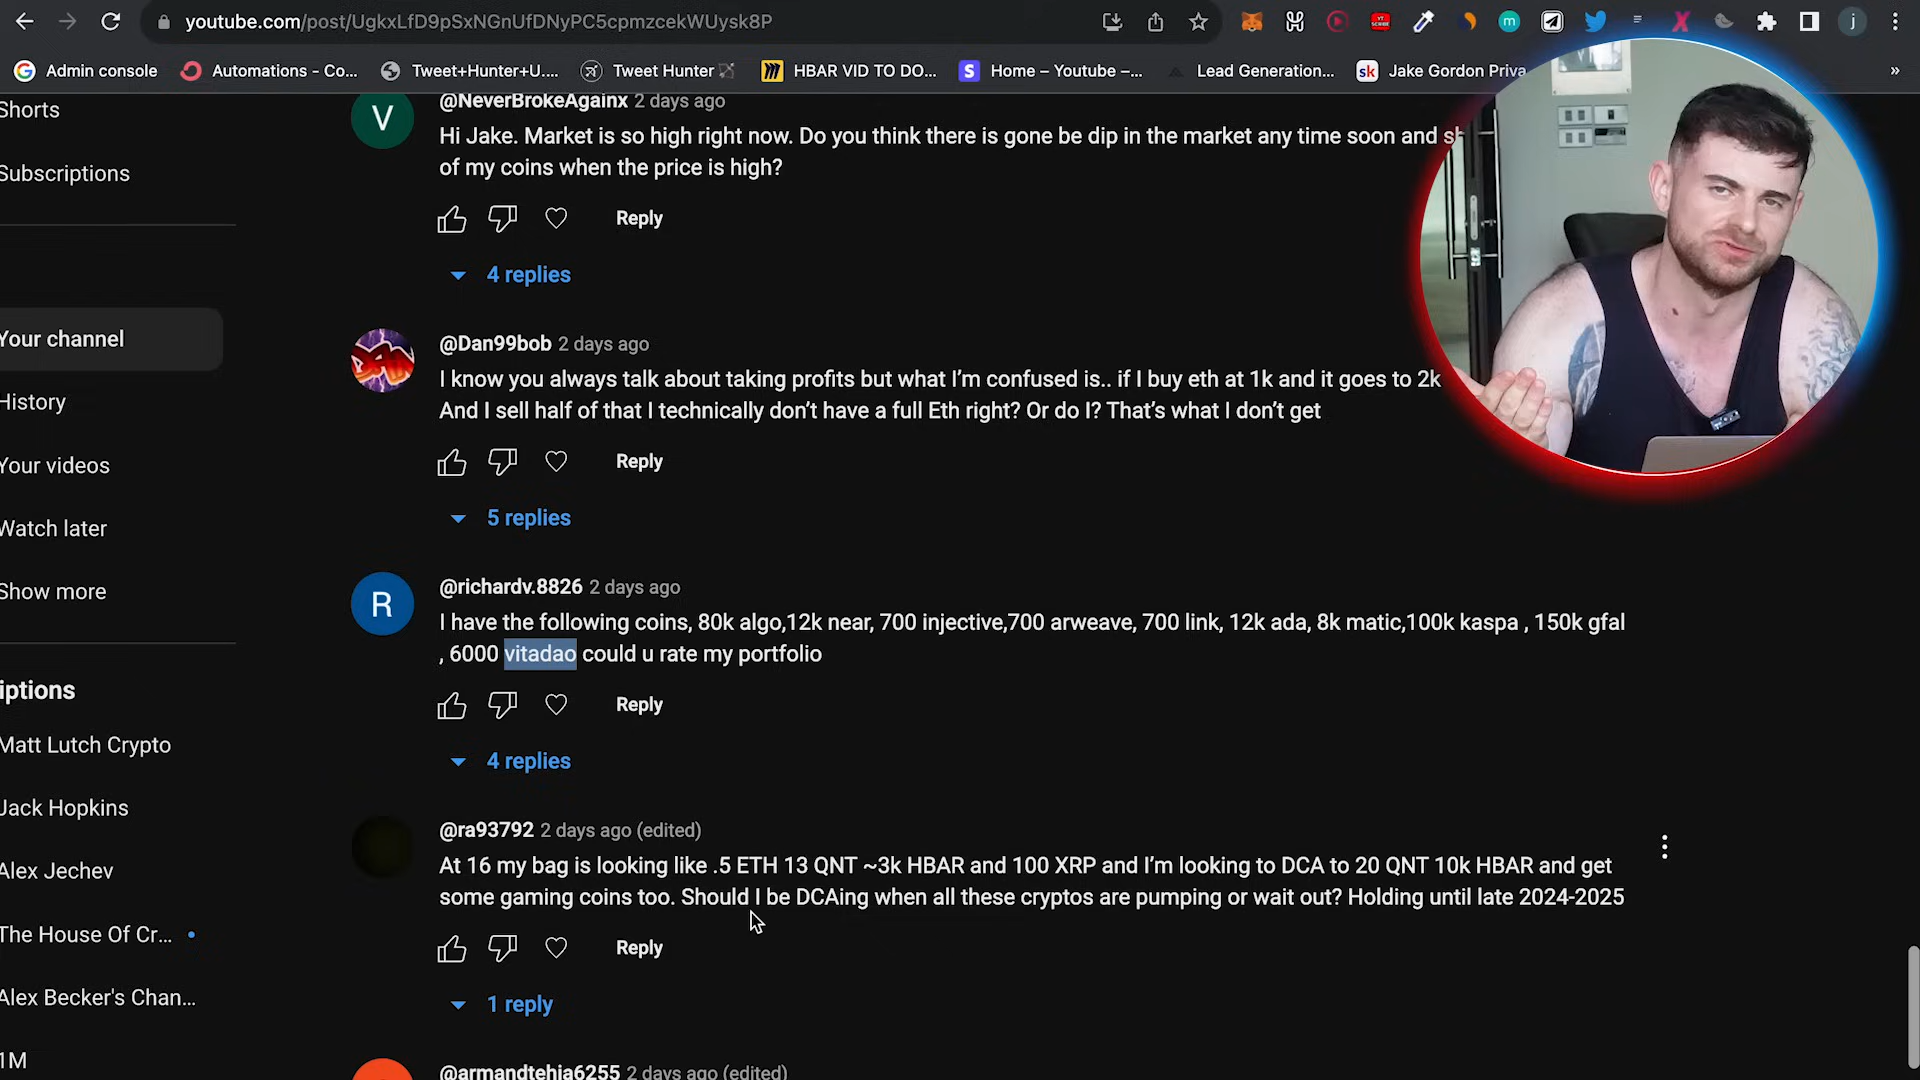 youtube.com/post/UgkxLfD9pSxNGnUfDNyPC5cpmzcekWUysk8P
Admin console
Automations - Co...
Tweet+Hunter+U....
Tweet Hunter
HBAR VID TO DO...
Home – Youtube –...
Lead Generation...
Jake Gordon Priva
Shorts
Subscriptions
Your channel
History
Your videos
Watch later
Show more
iptions
Matt Lutch Crypto
Jack Hopkins
Alex Jechev
The House Of Cr...
Alex Becker's Chan...
1M
V
@NeverBrokeAgainx 2 days ago
Hi Jake. Market is so high right now. Do you think there is gone be dip in the market any time soon and sh
of my coins when the price is high?
Reply
4 replies
DAN
@Dan99bob 2 days ago
I know you always talk about taking profits but what I'm confused is.. if I buy eth at 1k and it goes to 2k
And I sell half of that I technically don't have a full Eth right? Or do I? That's what I don't get
Reply
5 replies
R
@richardv.8826 2 days ago
I have the following coins, 80k algo,12k near, 700 injective,700 arweave, 700 link, 12k ada, 8k matic,100k kaspa , 150k gfal
, 6000 vitadao could u rate my portfolio
Reply
4 replies
@ra93792 2 days ago (edited)
At 16 my bag is looking like .5 ETH 13 QNT ~3k HBAR and 100 XRP and I'm looking to DCA to 20 QNT 10k HBAR and get
some gaming coins too. Should I be DCAing when all these cryptos are pumping or wait out? Holding until late 2024-2025
Reply
1 reply
@armandtehja6255 2 days ago (edited)